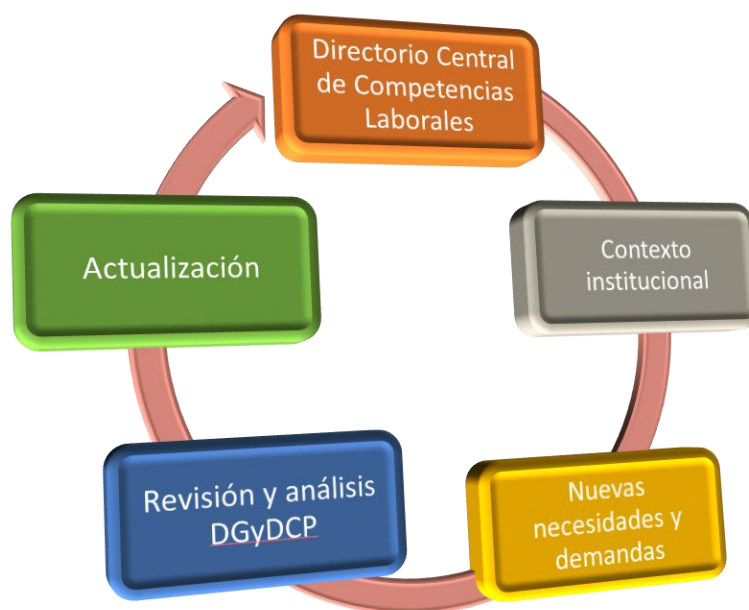 Directorio Central
de Competencias
Laborales
Contexto
institucional
Nuevas
necesidades y
demandas
Revisión y análisis
DGyDCP
Actualización